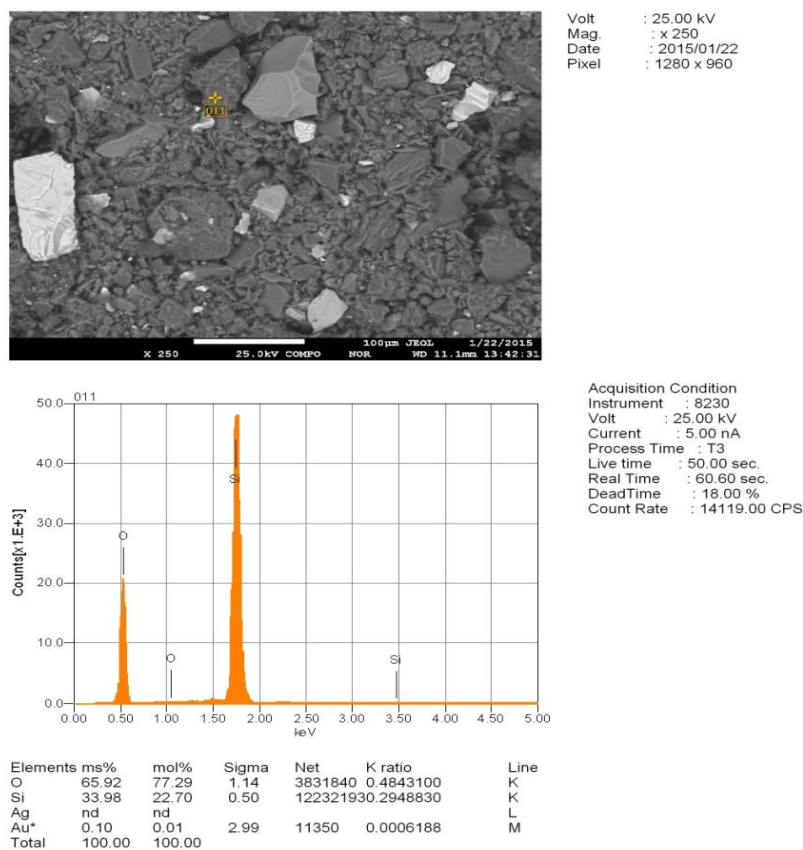 Volt : 25.00 kV
Mag. : x 250
Date : 2015/01/22
Pixel : 1280 x 960
011
100μm JEOL 1/22/2015
X 250 25.0kV COMPO NOR WD 11.1mm 13:42:31
Acquisition Condition
Instrument : 8230
Volt : 25.00 kV
Current : 5.00 nA
Process Time : T3
Live time : 50.00 sec.
Real Time : 60.60 sec.
DeadTime : 18.00 %
Count Rate : 14119.00 CPS
011
50.0
40.0
30.0
20.0
10.0
0.0
Counts[x1.E+3]
O
O
Si
Si
0.00 0.50 1.00 1.50 2.00 2.50 3.00 3.50 4.00 4.50 5.00
keV
Elements ms% mol% Sigma Net K ratio Line
O 65.92 77.29 1.14 3831840 0.4843100 K
Si 33.98 22.70 0.50 122321930.2948830 K
Ag nd nd L
Au* 0.10 0.01 2.99 11350 0.0006188 M
Total 100.00 100.00